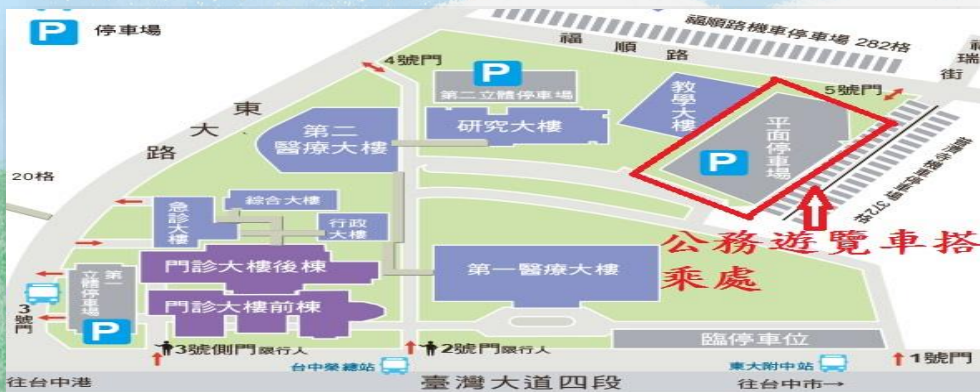 P 停車場
福順路機車停車場 282格
福順路
福瑞街
4號門
5號門
P
第二立體停車場
教學大樓
研究大樓
平面停車場
P
東大路
第二
醫療大樓
20格
綜合大樓
急診大樓
行政
大樓
公務遊覽車搭
乘處
門診大樓後棟
第一醫療大樓
第一
立體停車場
P
門診大樓前棟
3號門
臨停車位
3號側門限行人
2號門限行人
1號門
台中榮總站
東大附中站
往台中港
臺灣大道四段
往台中市→